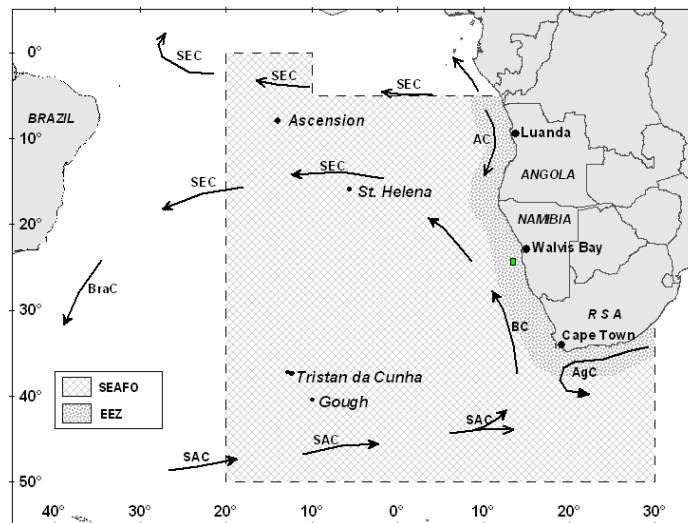 0°
SEC
SEC
SEC
BRAZIL
Ascension
AC
Luanda
10°
ANGOLA
SEC
SEC
St. Helena
20°
NAMIBIA
Walvis Bay
BraC
30°
BC
R S A
Cape Town
AgC
Tristan da Cunha
Gough
40°
SEAFO
EEZ
SAC
SAC
SAC
50°
40° 30° 20° 10° 0° 10° 20° 30°